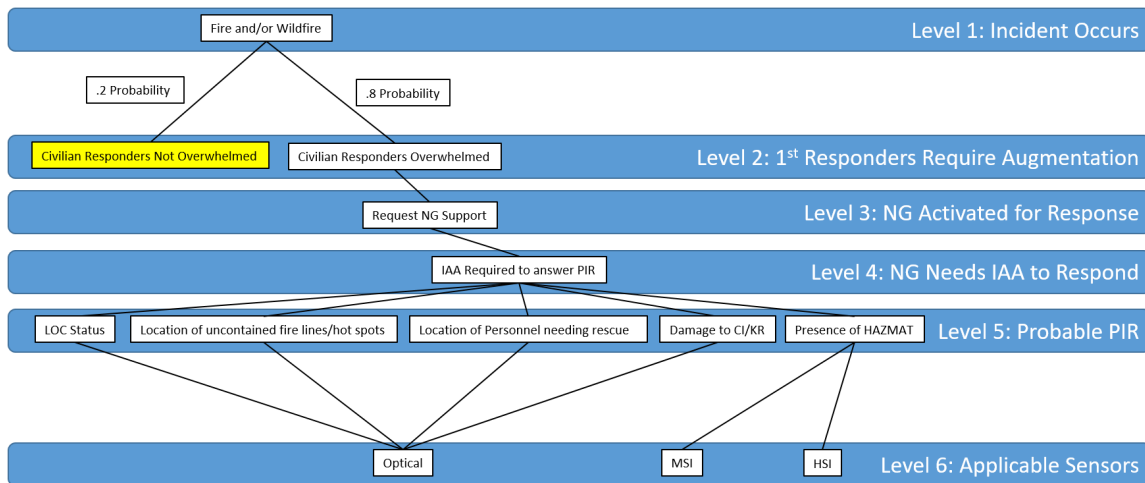 Fire and/or Wildfire
Level 1: Incident Occurs
.2 Probability
.8 Probability
Civilian Responders Not Overwhelmed
Civilian Responders Overwhelmed
Level 2: 1st Responders Require Augmentation
Request NG Support
Level 3: NG Activated for Response
IAA Required to answer PIR
Level 4: NG Needs IAA to Respond
LOC Status
Location of uncontained fire lines/hot spots
Location of Personnel needing rescue
Damage to CI/KR
Presence of HAZMAT
Level 5: Probable PIR
Optical
MSI
HSI
Level 6: Applicable Sensors